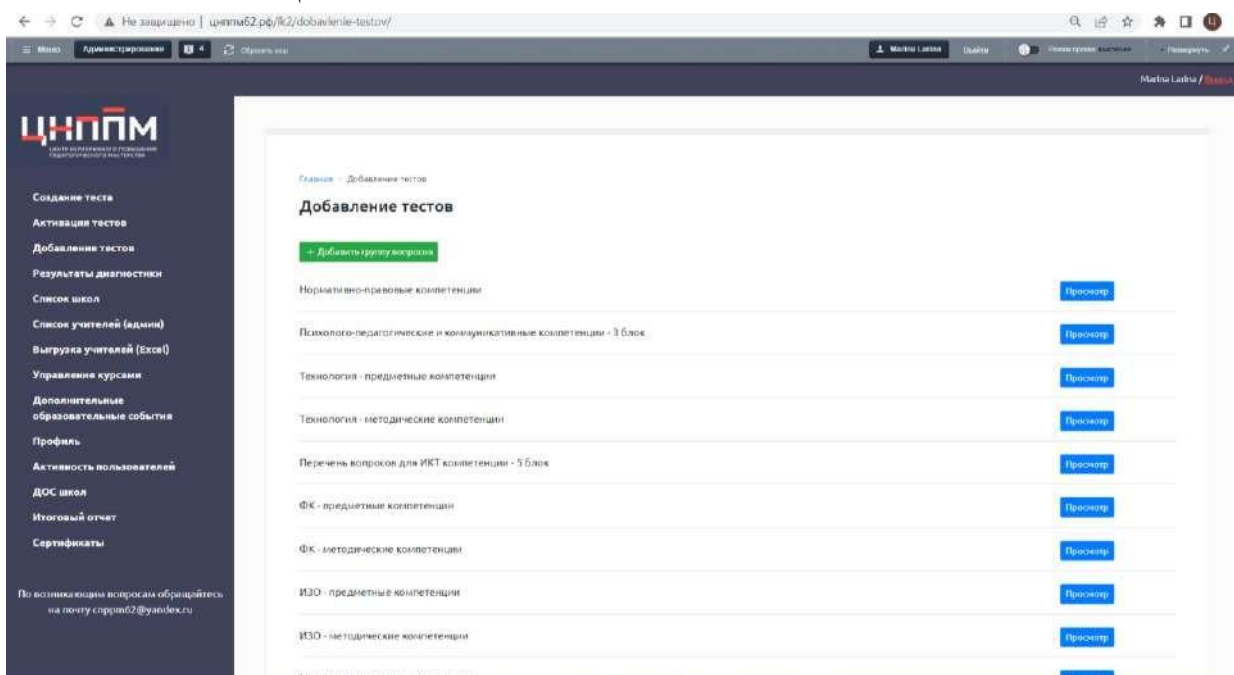 Не защищено | цнппм62.рф/lk2/dobavlenie-testov/
Меню
Администрирование
4
Marina Larina
Выйти
Marina Larina /
ЦНППМ
Создание теста
Активация тестов
Добавление тестов
Результаты диагностики
Список школ
Список учителей (админ)
Выгрузка учителей (Excel)
Управление курсами
Дополнительные
образовательные события
Профиль
Активность пользователей
ДОС школ
Итоговый отчет
Сертификаты
По возникающим вопросам обращайтесь
на почту cnppm62@yandex.ru
Главная - Добавление тестов
Добавление тестов
+ Добавить группу вопросов
Нормативно-правовые компетенции
Просмотр
Психолого-педагогические и коммуникативные компетенции - 3 блок
Просмотр
Технология - предметные компетенции
Просмотр
Технология - методические компетенции
Просмотр
Перечень вопросов для ИКТ компетенции - 5 блок
Просмотр
ФК - предметные компетенции
Просмотр
ФК - методические компетенции
Просмотр
ИЗО - предметные компетенции
Просмотр
ИЗО - методические компетенции
Просмотр